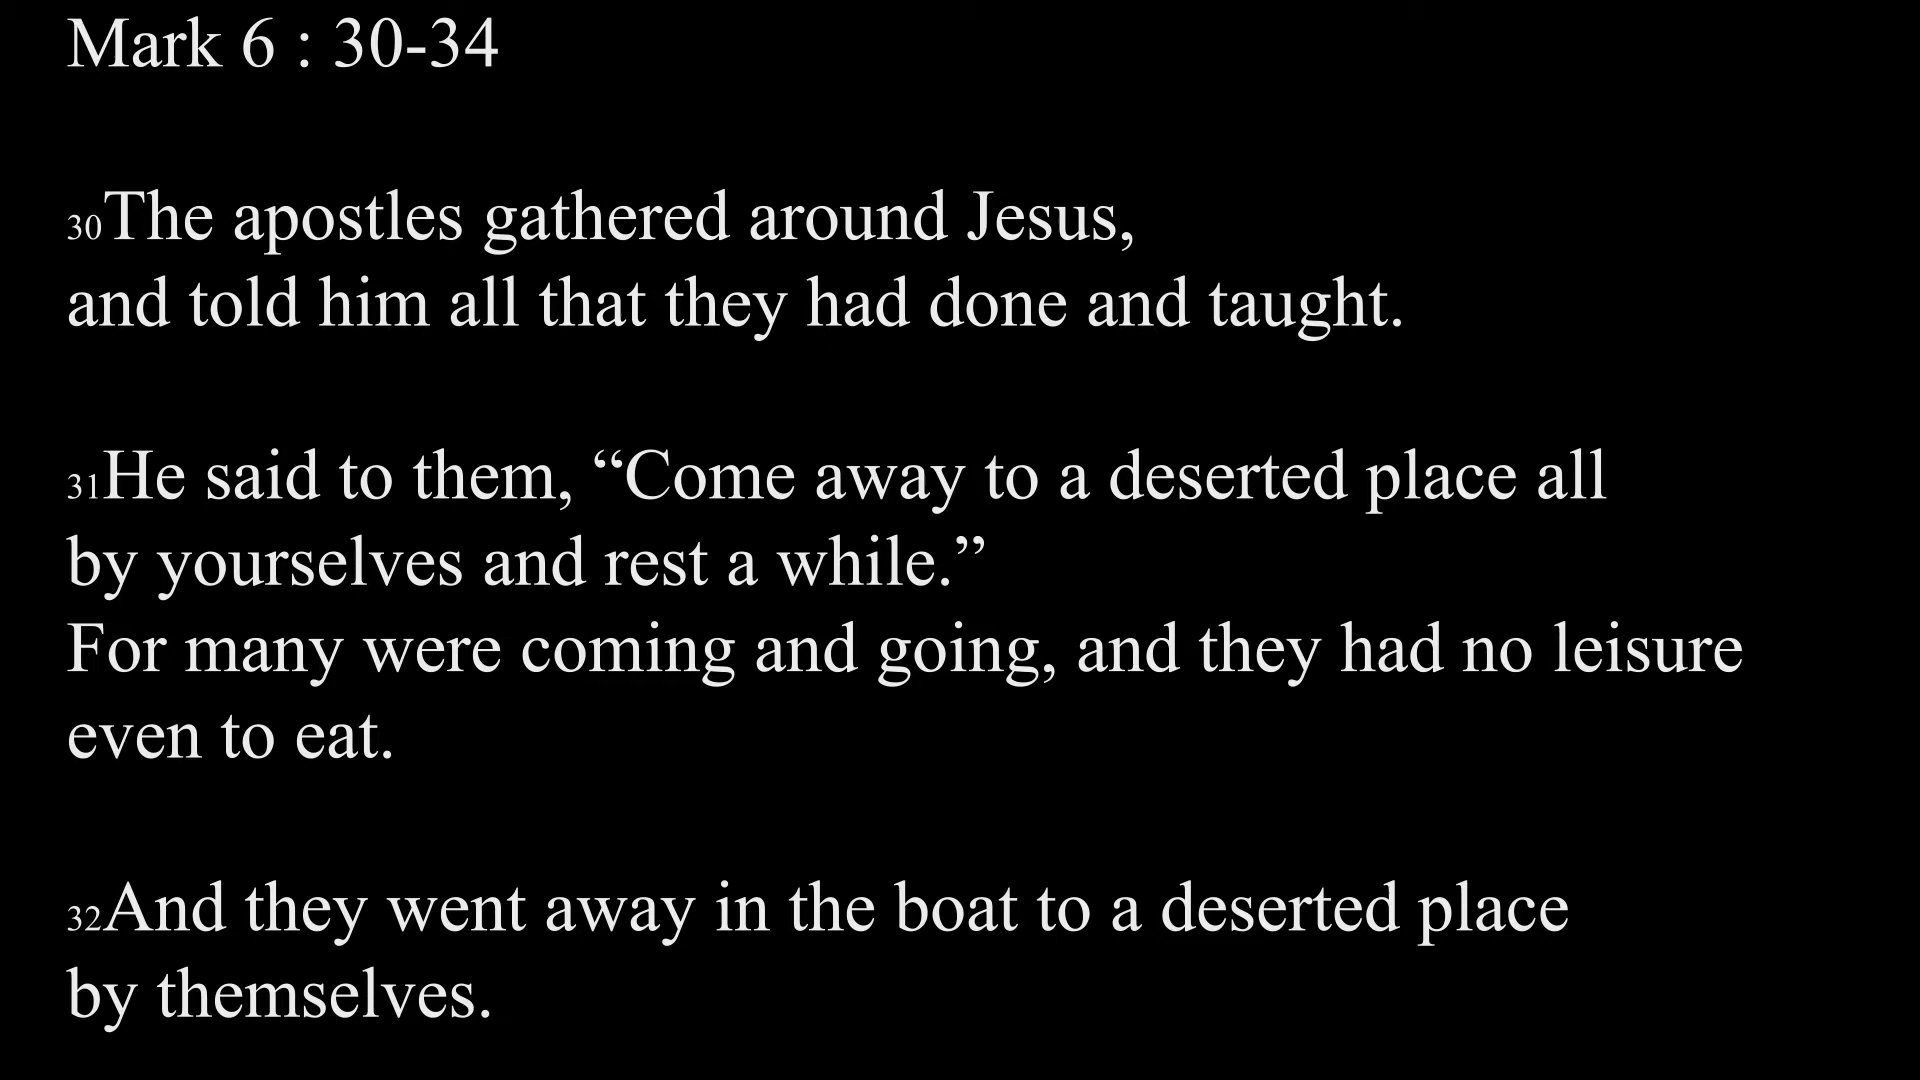 Mark 6 : 30-34
30The apostles gathered around Jesus,
and told him all that they had done and taught.
31He said to them, “Come away to a deserted place all
by yourselves and rest a while.”
For many were coming and going, and they had no leisure
even to eat.
32And they went away in the boat to a deserted place
by themselves.